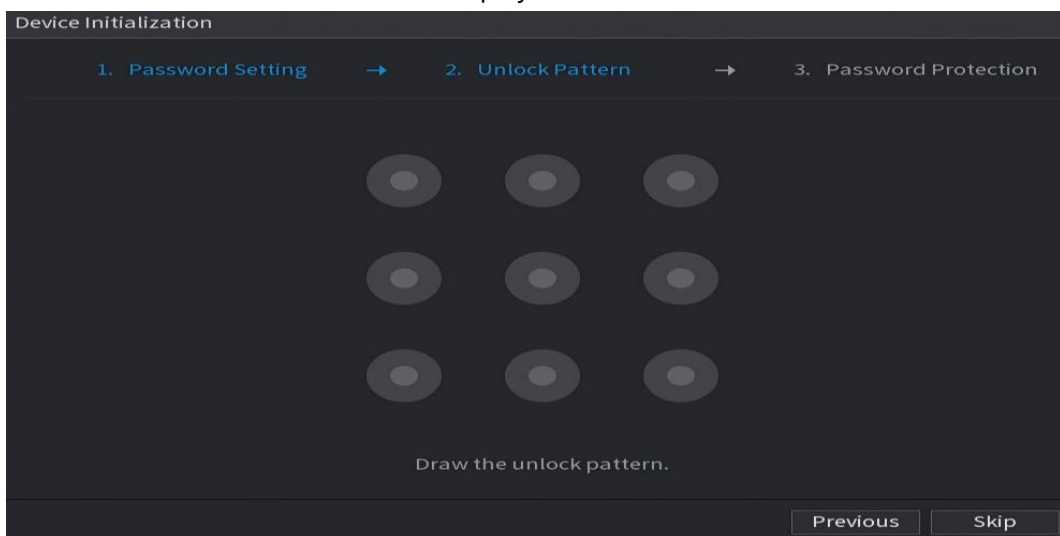 Device Initialization
1. Password Setting → 2. Unlock Pattern → 3. Password Protection
Draw the unlock pattern.
Previous Skip